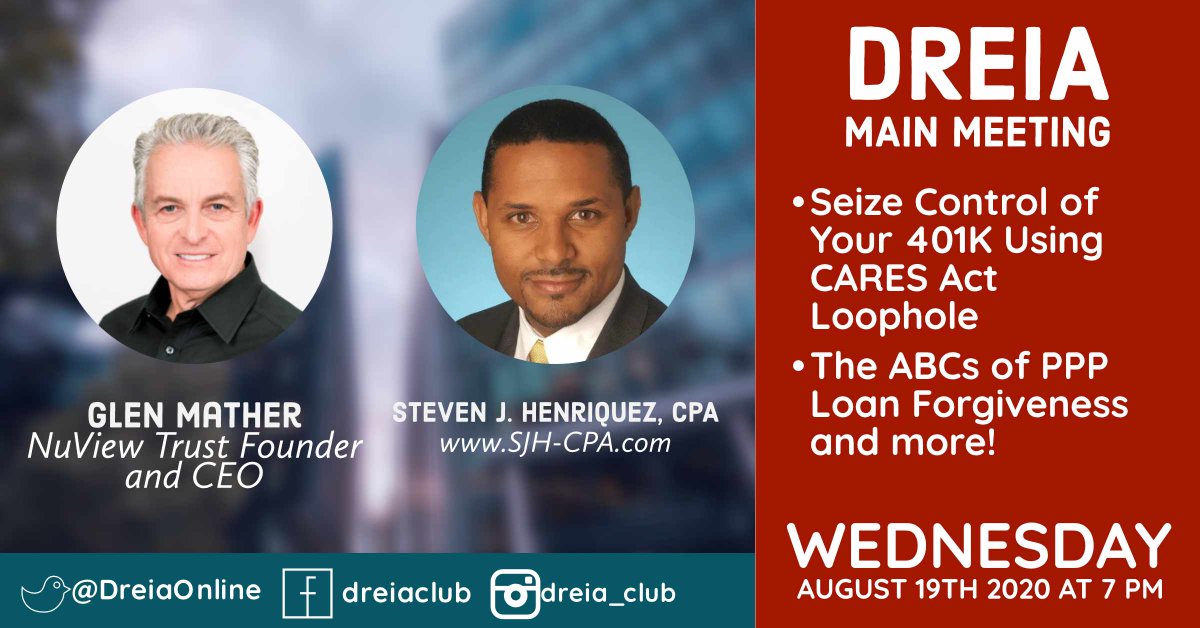 GLEN MATHER
NuView Trust Founder
and CEO
STEVEN J. HENRIQUEZ, CPA
www.SJH-CPA.com
@DreiaOnline
dreiaclub
dreia_club
DREIA
MAIN MEETING
•Seize Control of
Your 401K Using
CARES Act
Loophole
•The ABCs of PPP
Loan Forgiveness
and more!
WEDNESDAY
AUGUST 19TH 2020 AT 7 PM